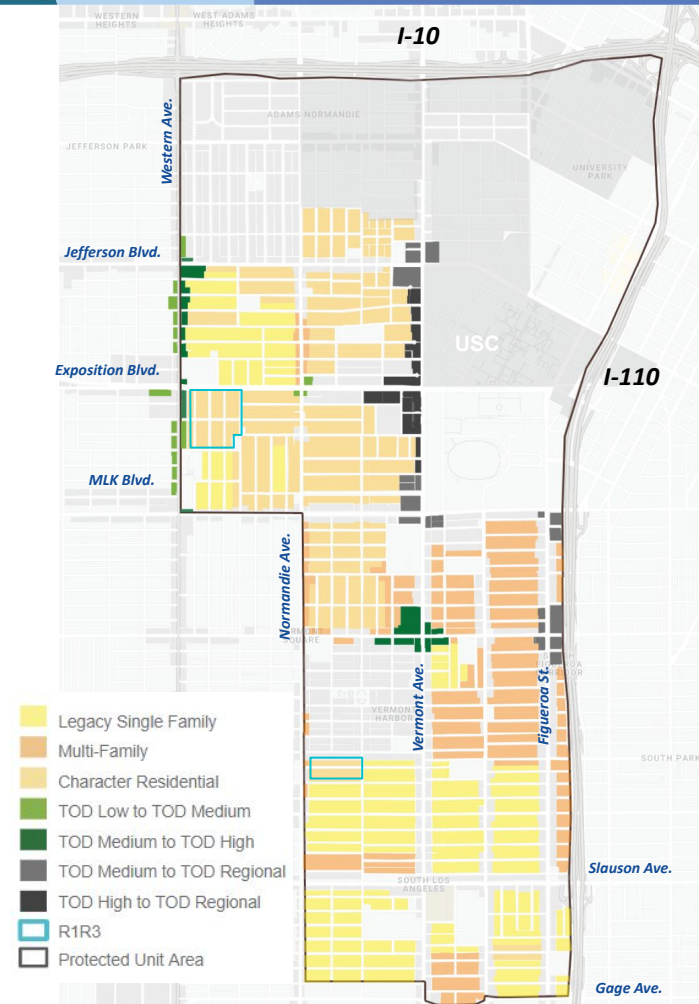 WESTERN
HEIGHTS
WEST ADAMS
HEIGHTS
I-10
Western Ave.
ADAMS NORMANDIE
JEFFERSON PARK
UNIVERSITY
PARK
Jefferson Blvd.
USC
Exposition Blvd.
I-110
MLK Blvd.
Normandie Ave.
SQUARE
Vermont Ave.
Figueroa St.
VERMONT
HARBOR
SOUTH PARK
Legacy Single Family
Multi-Family
Character Residential
TOD Low to TOD Medium
TOD Medium to TOD High
TOD Medium to TOD Regional
TOD High to TOD Regional
R1R3
Protected Unit Area
Slauson Ave.
SOUTH LOS
ANGELES
Gage Ave.